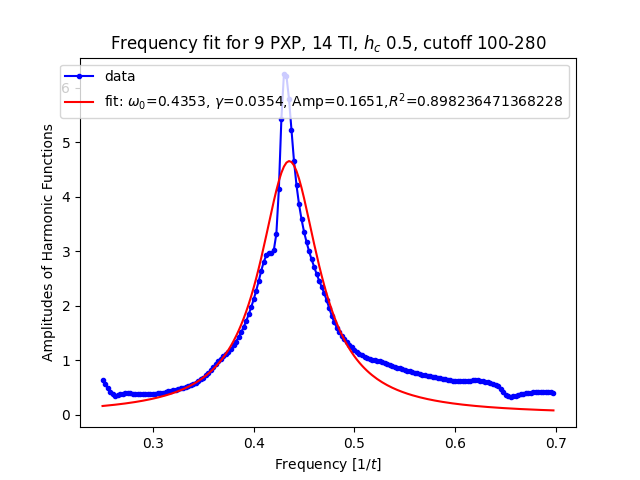 Frequency fit for 9 PXP, 14 TI, $h_c$ 0.5, cutoff 100-280
data
fit: $\omega_0$=0.4353, $\gamma$=0.0354, Amp=0.1651,$R^2$=0.898236471368228
6
5
4
3
2
1
0
Amplitudes of Harmonic Functions
0.3 0.4 0.5 0.6 0.7
Frequency [1/$t$]